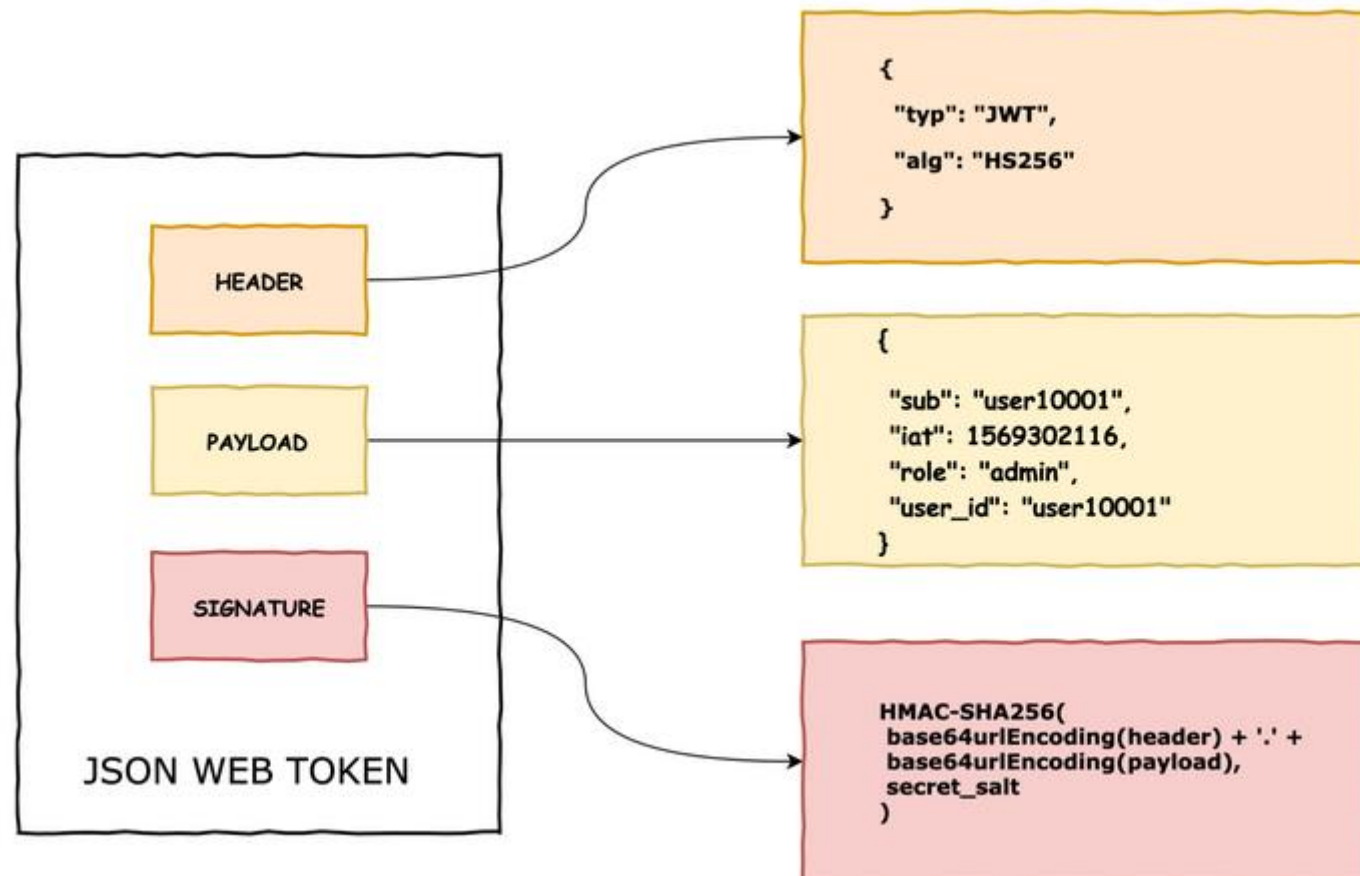 HEADER
PAYLOAD
SIGNATURE
JSON WEB TOKEN
{
"typ": "JWT",
"alg": "HS256"
}
{
"sub": "user10001",
"iat": 1569302116,
"role": "admin",
"user_id": "user10001"
}
HMAC-SHA256(
base64urlEncoding(header) + '.' +
base64urlEncoding(payload),
secret_salt
)